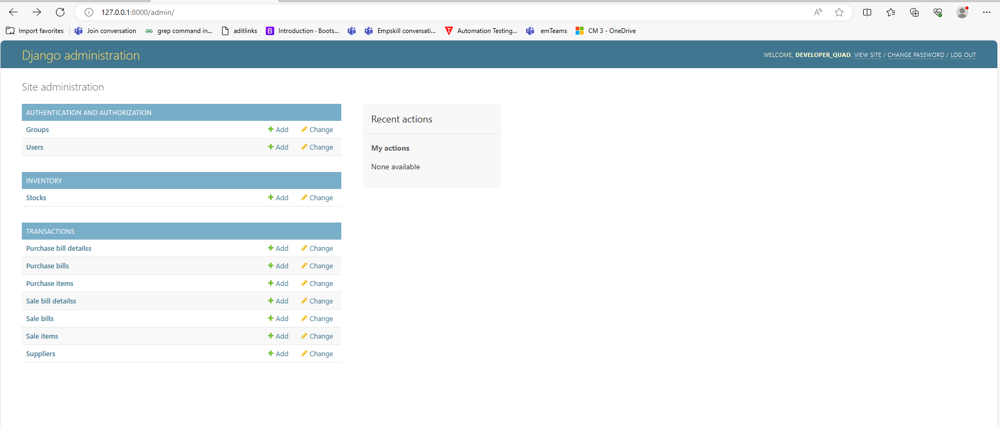 127.0.0.1:8000/admin/
Import favorites Join conversation grep command in... aditlinks Introduction · Boots... Empskill conversati... Automation Testing... emTeams CM 3 - OneDrive
Django administration
WELCOME, DEVELOPER_QUAD. VIEW SITE / CHANGE PASSWORD / LOG OUT
Site administration
AUTHENTICATION AND AUTHORIZATION
Groups Add Change
Users Add Change
INVENTORY
Stocks Add Change
TRANSACTIONS
Purchase bill detailss Add Change
Purchase bills Add Change
Purchase items Add Change
Sale bill detailss Add Change
Sale bills Add Change
Sale items Add Change
Suppliers Add Change
Recent actions
My actions
None available